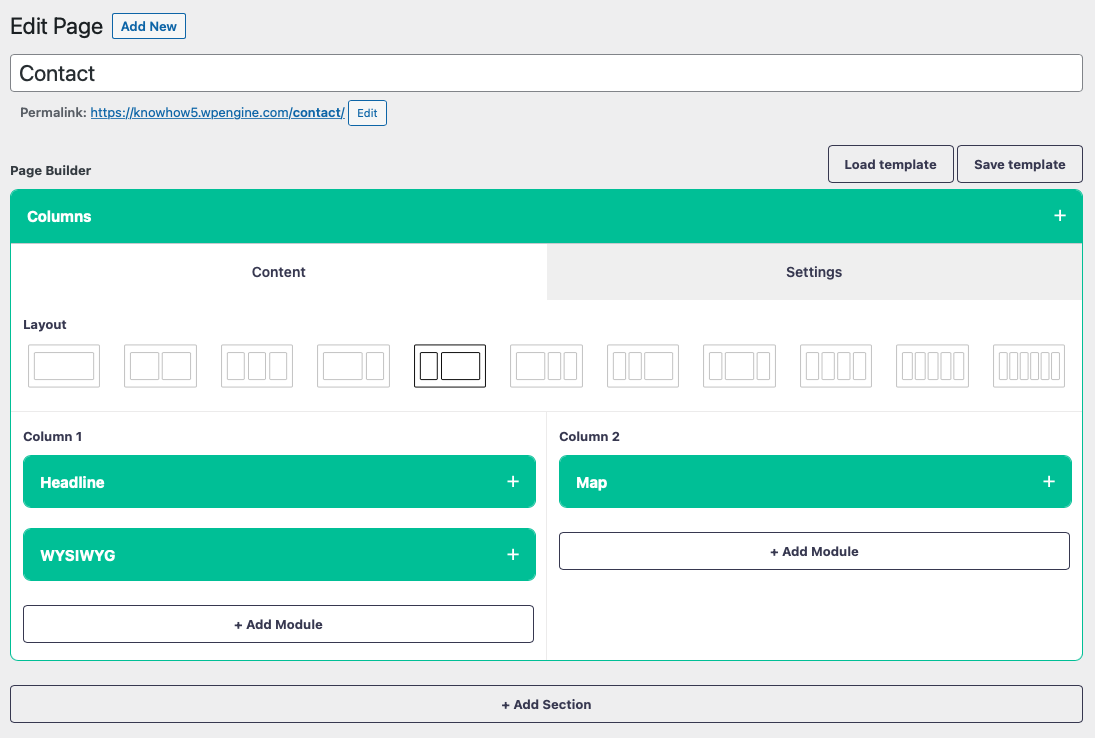 Edit Page Add New
Contact
Permalink: https://knowhow5.wpengine.com/contact/ Edit
Page Builder Load template Save template
Columns +
Content Settings
Layout
Column 1 Column 2
Headline + Map +
WYSIWYG + + Add Module
+ Add Module
+ Add Section